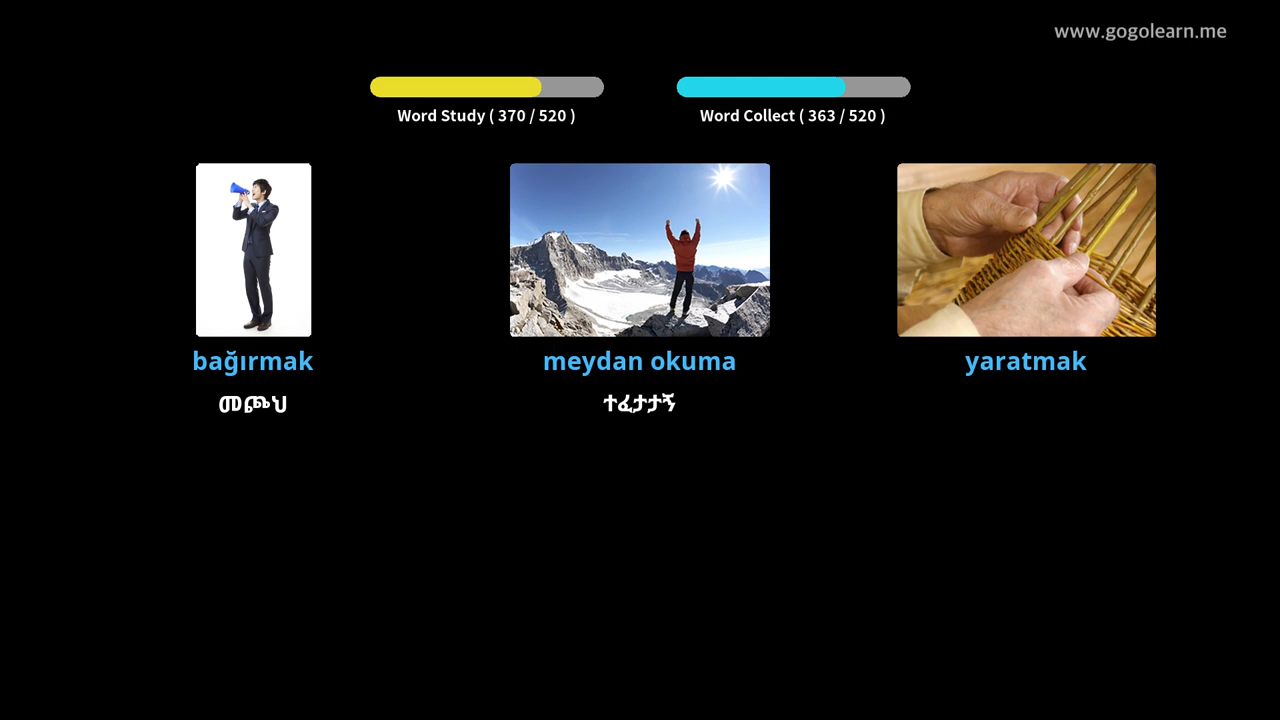 www.gogolearn.me
Word Study ( 370 / 520 )
Word Collect ( 363 / 520 )
bağırmak
meydan okuma
yaratmak
መጮህ
ተፈታታኝ